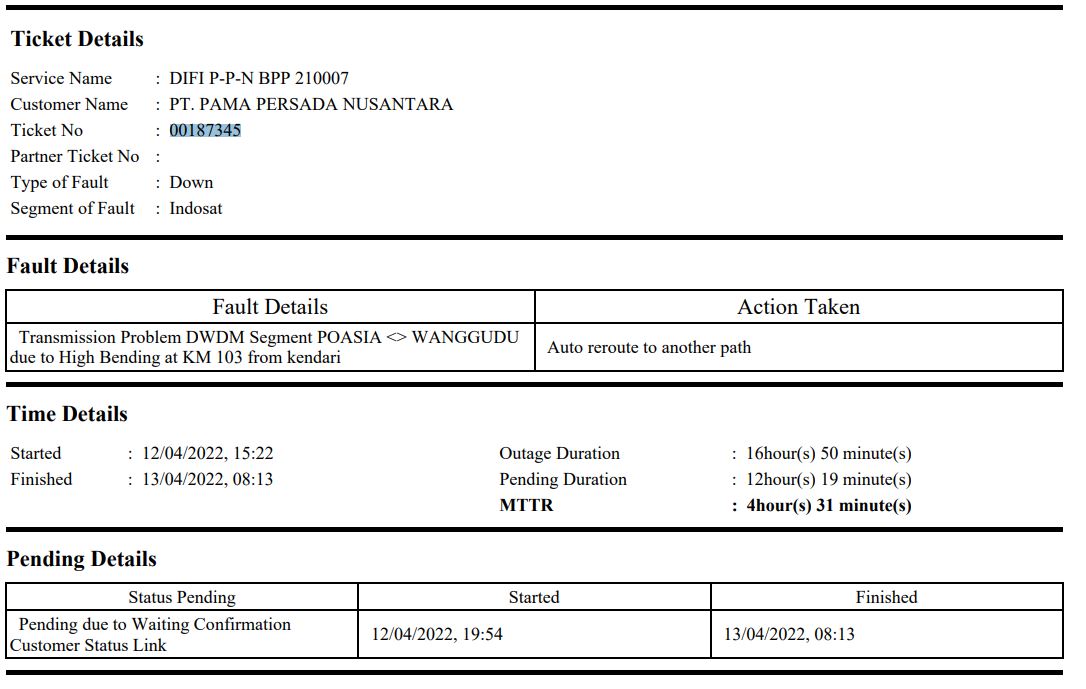 Ticket Details
Service Name : DIFI P-P-N BPP 210007
Customer Name : PT. PAMA PERSADA NUSANTARA
Ticket No : 00187345
Partner Ticket No :
Type of Fault : Down
Segment of Fault : Indosat
Fault Details
Fault Details Action Taken
Transmission Problem DWDM Segment POASIA <> WANGGUDU
due to High Bending at KM 103 from kendari
Auto reroute to another path
Time Details
Started : 12/04/2022, 15:22 Outage Duration : 16hour(s) 50 minute(s)
Finished : 13/04/2022, 08:13 Pending Duration : 12hour(s) 19 minute(s)
MTTR : 4hour(s) 31 minute(s)
Pending Details
Status Pending Started Finished
Pending due to Waiting Confirmation
Customer Status Link
12/04/2022, 19:54 13/04/2022, 08:13